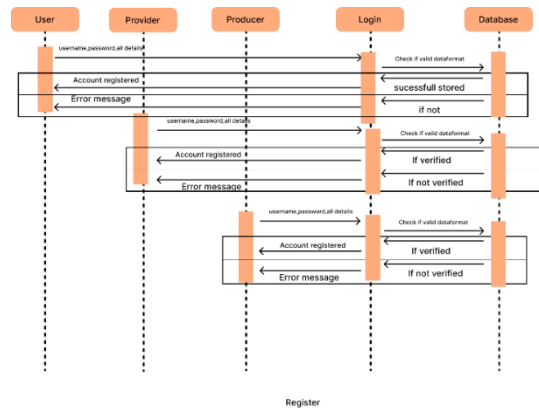 User Provider Producer Login Database
username,password,all details
Check if valid dataformat
Account registered
sucessfull stored
Error message
if not
username,password,all details
Check if valid dataformat
Account registered
If verified
If not verified
Error message
username,password,all details
Check if valid dataformat
Account registered
If verified
If not verified
Error message
Register